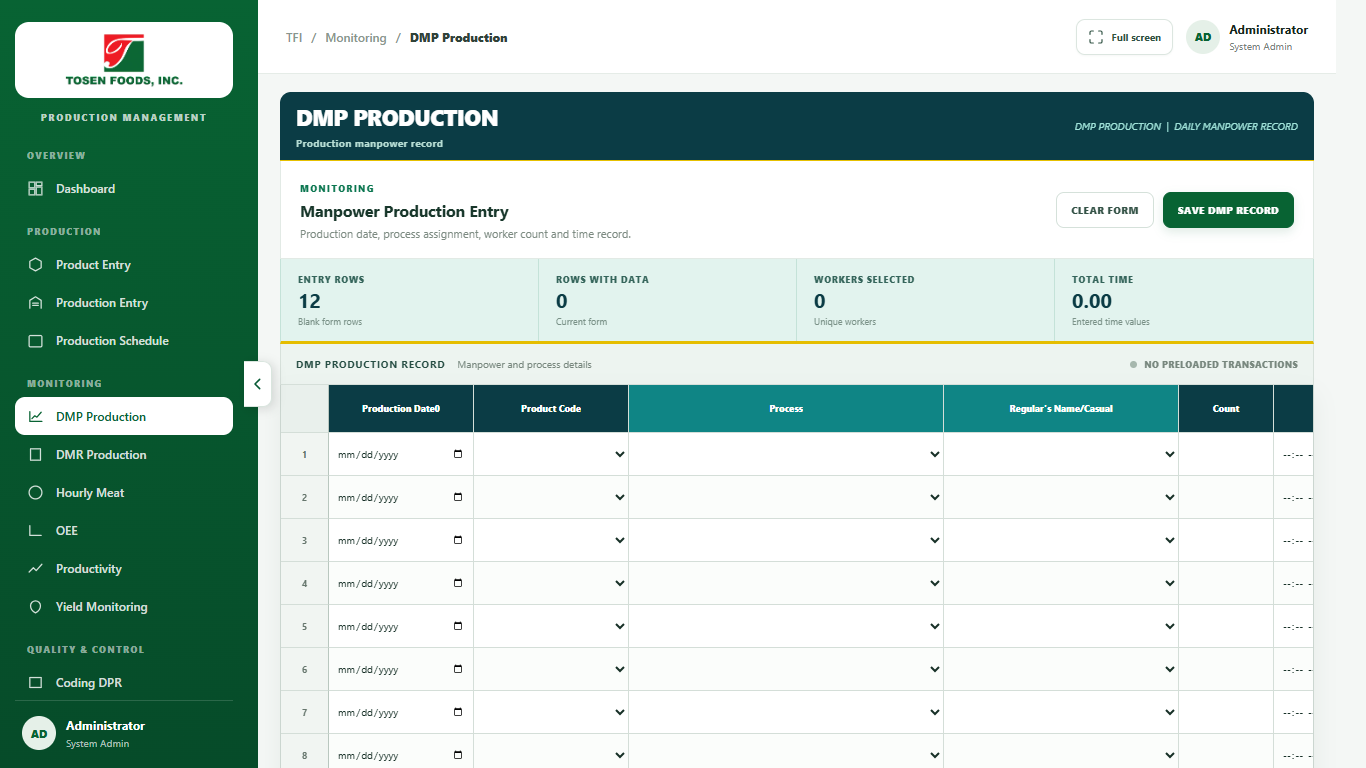 TOSEN FOODS, INC.
PRODUCTION MANAGEMENT
OVERVIEW
Dashboard
PRODUCTION
Product Entry
Production Entry
Production Schedule
MONITORING
DMP Production
DMR Production
Hourly Meat
OEE
Productivity
Yield Monitoring
QUALITY & CONTROL
Coding DPR
AD
Administrator
System Admin
TFI / Monitoring / DMP Production
Full screen
AD
Administrator
System Admin
DMP PRODUCTION
Production manpower record
DMP PRODUCTION | DAILY MANPOWER RECORD
MONITORING
Manpower Production Entry
Production date, process assignment, worker count and time record.
CLEAR FORM
SAVE DMP RECORD
ENTRY ROWS
12
Blank form rows
ROWS WITH DATA
0
Current form
WORKERS SELECTED
0
Unique workers
TOTAL TIME
0.00
Entered time values
DMP PRODUCTION RECORD Manpower and process details
NO PRELOADED TRANSACTIONS
Production Date0 Product Code Process Regular's Name/Casual Count
1 mm/dd/yyyy --:-- --
2 mm/dd/yyyy --:-- --
3 mm/dd/yyyy --:-- --
4 mm/dd/yyyy --:-- --
5 mm/dd/yyyy --:-- --
6 mm/dd/yyyy --:-- --
7 mm/dd/yyyy --:-- --
8 mm/dd/yyyy --:-- --